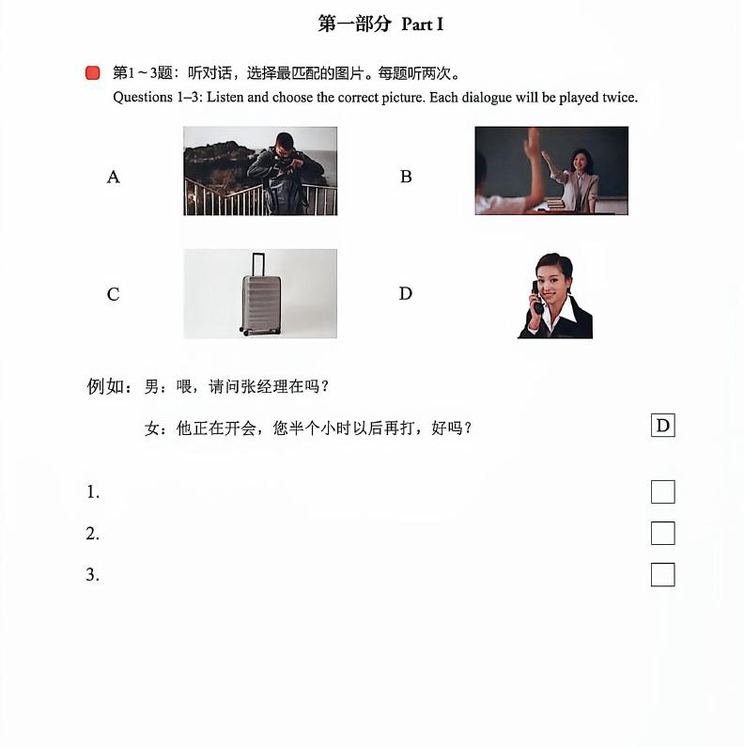 第一部分 Part I
第1～3题：听对话，选择最匹配的图片。每题听两次。
Questions 1–3: Listen and choose the correct picture. Each dialogue will be played twice.
A
B
C
D
例如：男：喂，请问张经理在吗？
女：他正在开会，您半个小时以后再打，好吗？
D
1.
2.
3.